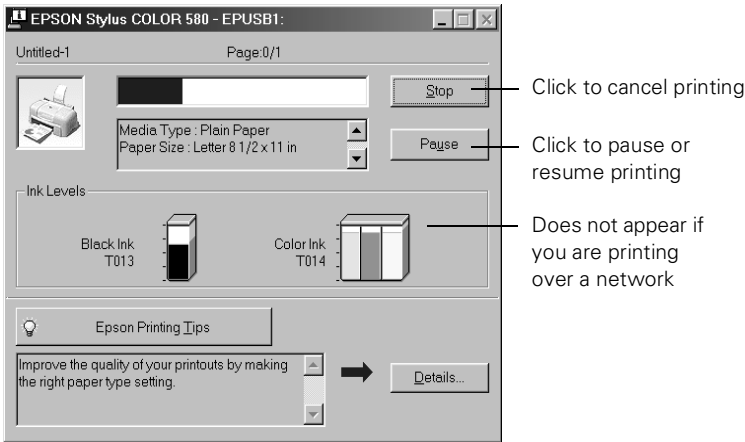 EPSON Stylus COLOR 580 - EPUSB1:
Untitled-1 Page:0/1
Stop
Click to cancel printing
Media Type : Plain Paper
Paper Size : Letter 8 1/2 x 11 in
Pause
Click to pause or
resume printing
Ink Levels
Black Ink
T013
Color Ink
T014
Does not appear if
you are printing
over a network
Epson Printing Tips
Improve the quality of your printouts by making
the right paper type setting.
Details...